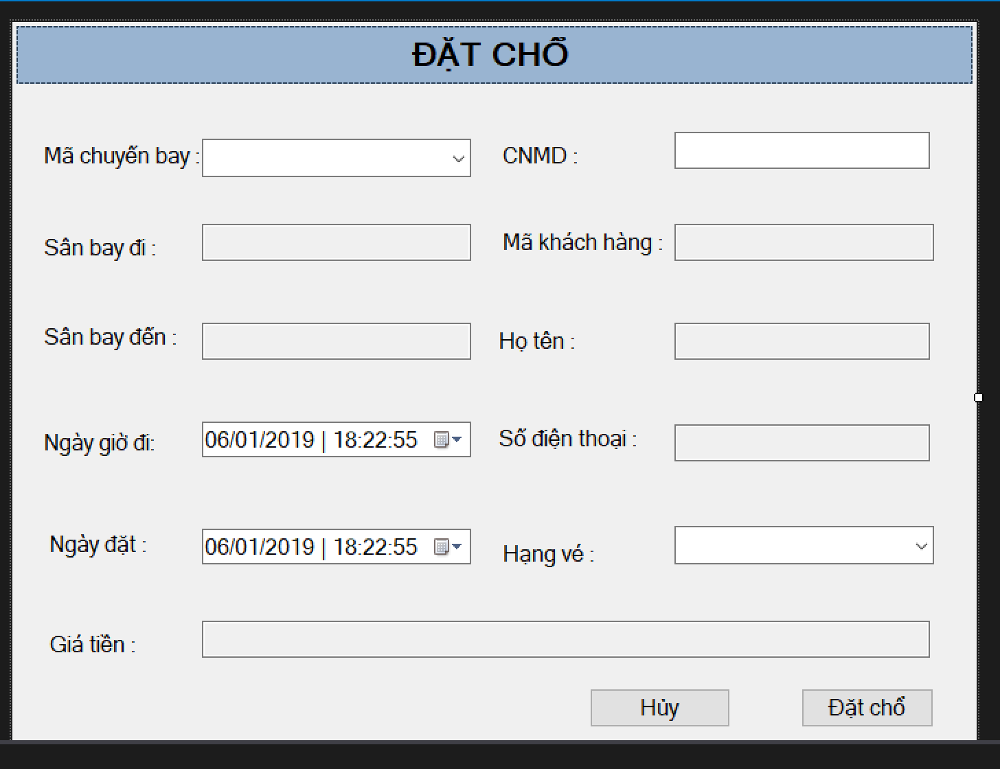 ĐẶT CHỖ
Mã chuyến bay :
CNMD :
Sân bay đi :
Mã khách hàng :
Sân bay đến :
Họ tên :
Ngày giờ đi:
06/01/2019 | 18:22:55
Số điện thoại :
Ngày đặt :
06/01/2019 | 18:22:55
Hạng vé :
Giá tiền :
Hủy
Đặt chổ